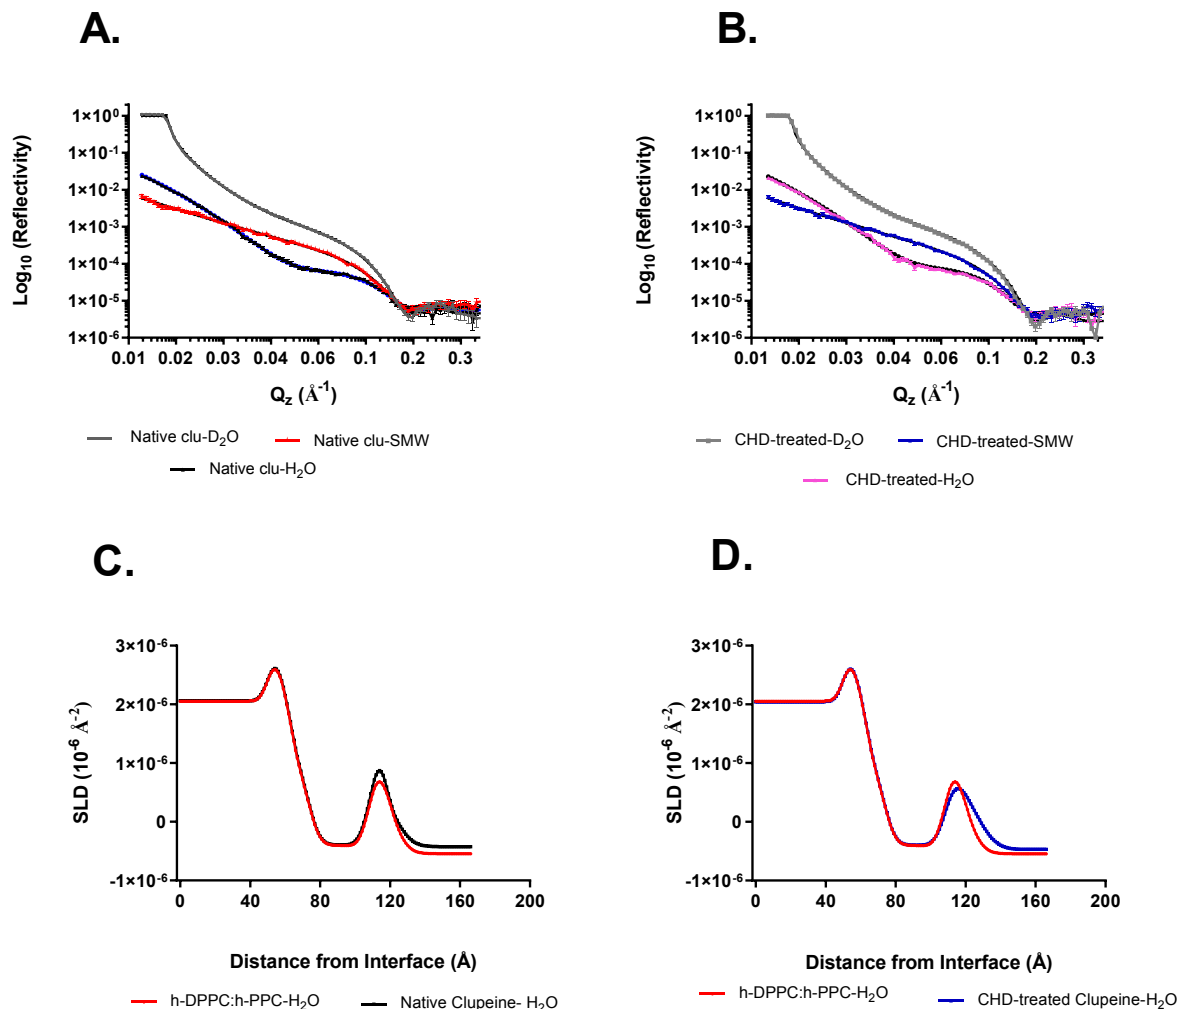 A.
Log₁₀ (Reflectivity)
1×10⁰
1×10⁻¹
1×10⁻²
1×10⁻³
1×10⁻⁴
1×10⁻⁵
1×10⁻⁶
0.01 0.02 0.03 0.04 0.06 0.1 0.2 0.3
Q_z (Å⁻¹)
Native clu-D₂O Native clu-SMW
Native clu-H₂O
B.
Log₁₀ (Reflectivity)
1×10⁰
1×10⁻¹
1×10⁻²
1×10⁻³
1×10⁻⁴
1×10⁻⁵
1×10⁻⁶
0.01 0.02 0.03 0.04 0.06 0.1 0.2 0.3
Q_z (Å⁻¹)
CHD-treated-D₂O CHD-treated-SMW
CHD-treated-H₂O
C.
SLD (10⁻⁶ Å⁻²)
3×10⁻⁶
2×10⁻⁶
1×10⁻⁶
0
-1×10⁻⁶
0 40 80 120 160 200
Distance from Interface (Å)
h-DPPC:h-PPC-H₂O Native Clupeine- H₂O
D.
SLD (10⁻⁶ Å⁻²)
3×10⁻⁶
2×10⁻⁶
1×10⁻⁶
0
-1×10⁻⁶
0 40 80 120 160 200
Distance from Interface (Å)
h-DPPC:h-PPC-H₂O CHD-treated Clupeine-H₂O